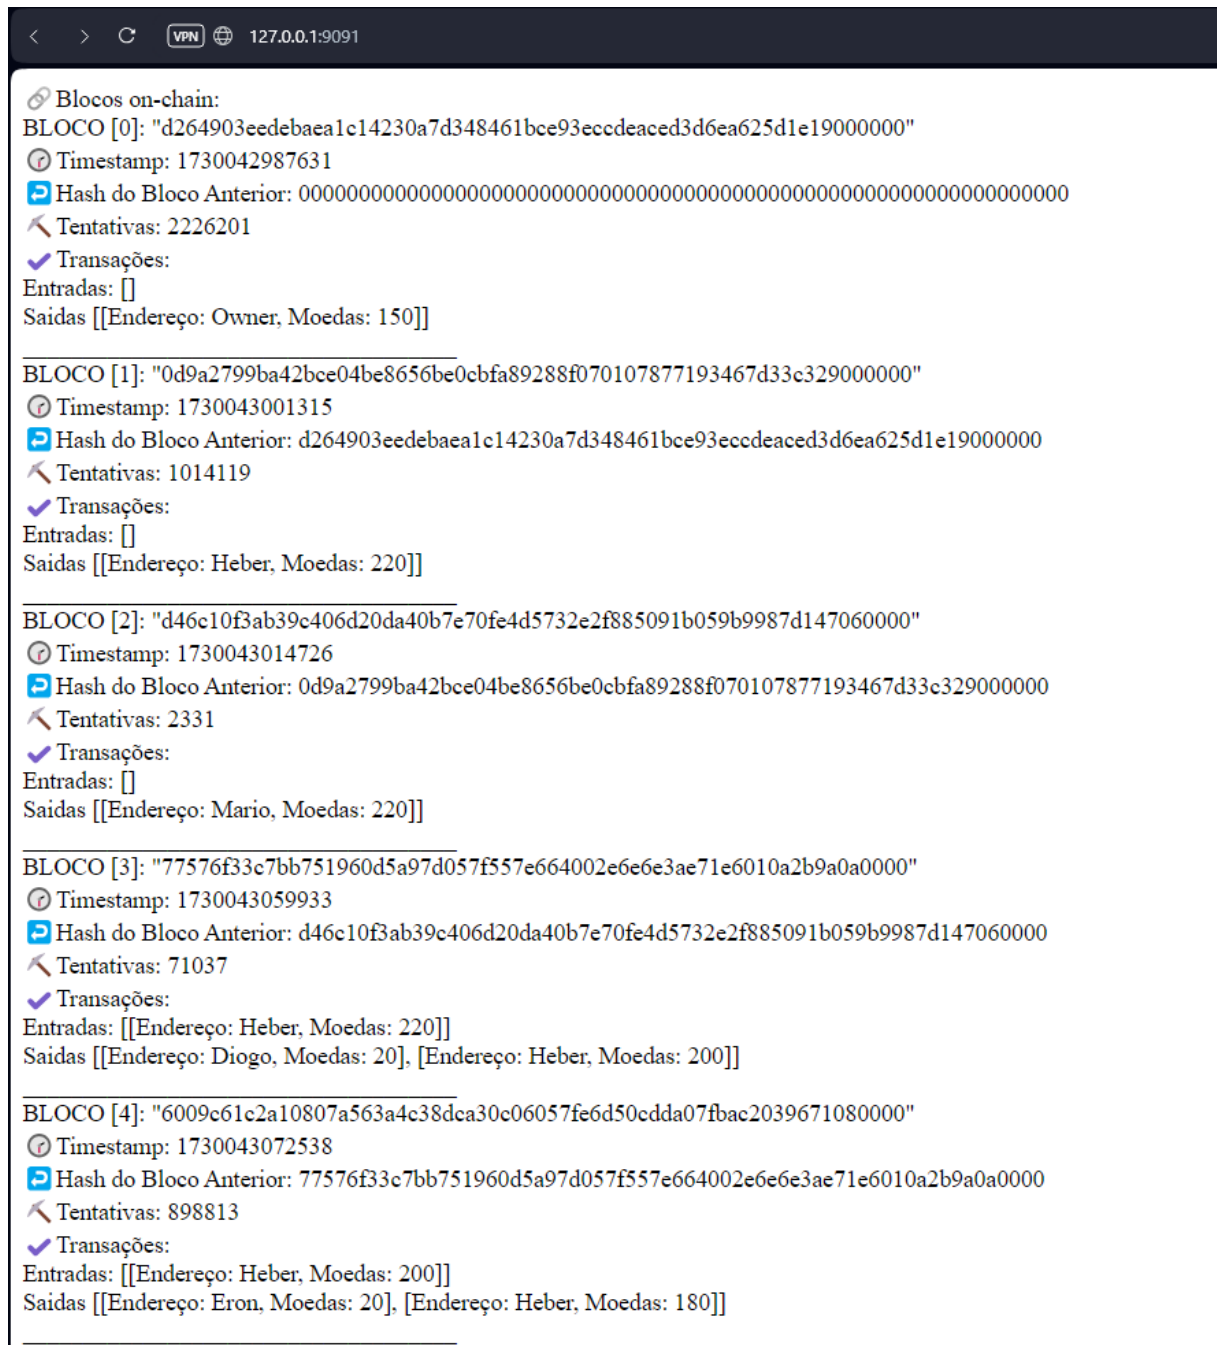 VPN 127.0.0.1:9091
Blocos on-chain:
BLOCO [0]: "d264903eedebaea1c14230a7d348461bce93eccdeaced3d6ea625d1e19000000"
Timestamp: 1730042987631
Hash do Bloco Anterior: 0000000000000000000000000000000000000000000000000000000000000000
Tentativas: 2226201
Transações:
Entradas: []
Saidas [[Endereço: Owner, Moedas: 150]]
BLOCO [1]: "0d9a2799ba42bce04be8656be0cbfa89288f070107877193467d33c329000000"
Timestamp: 1730043001315
Hash do Bloco Anterior: d264903eedebaea1c14230a7d348461bce93eccdeaced3d6ea625d1e19000000
Tentativas: 1014119
Transações:
Entradas: []
Saidas [[Endereço: Heber, Moedas: 220]]
BLOCO [2]: "d46c10f3ab39c406d20da40b7e70fe4d5732e2f885091b059b9987d147060000"
Timestamp: 1730043014726
Hash do Bloco Anterior: 0d9a2799ba42bce04be8656be0cbfa89288f070107877193467d33c329000000
Tentativas: 2331
Transações:
Entradas: []
Saidas [[Endereço: Mario, Moedas: 220]]
BLOCO [3]: "77576f33c7bb751960d5a97d057f557e664002e6e6e3ae71e6010a2b9a0a0000"
Timestamp: 1730043059933
Hash do Bloco Anterior: d46c10f3ab39c406d20da40b7e70fe4d5732e2f885091b059b9987d147060000
Tentativas: 71037
Transações:
Entradas: [[Endereço: Heber, Moedas: 220]]
Saidas [[Endereço: Diogo, Moedas: 20], [Endereço: Heber, Moedas: 200]]
BLOCO [4]: "6009c61c2a10807a563a4c38dca30c06057fe6d50cdda07fbac2039671080000"
Timestamp: 1730043072538
Hash do Bloco Anterior: 77576f33c7bb751960d5a97d057f557e664002e6e6e3ae71e6010a2b9a0a0000
Tentativas: 898813
Transações:
Entradas: [[Endereço: Heber, Moedas: 200]]
Saidas [[Endereço: Eron, Moedas: 20], [Endereço: Heber, Moedas: 180]]